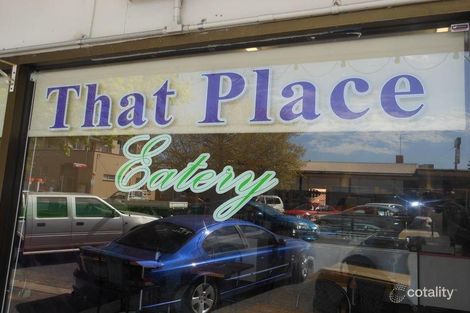 That Place
Eatery
cotality